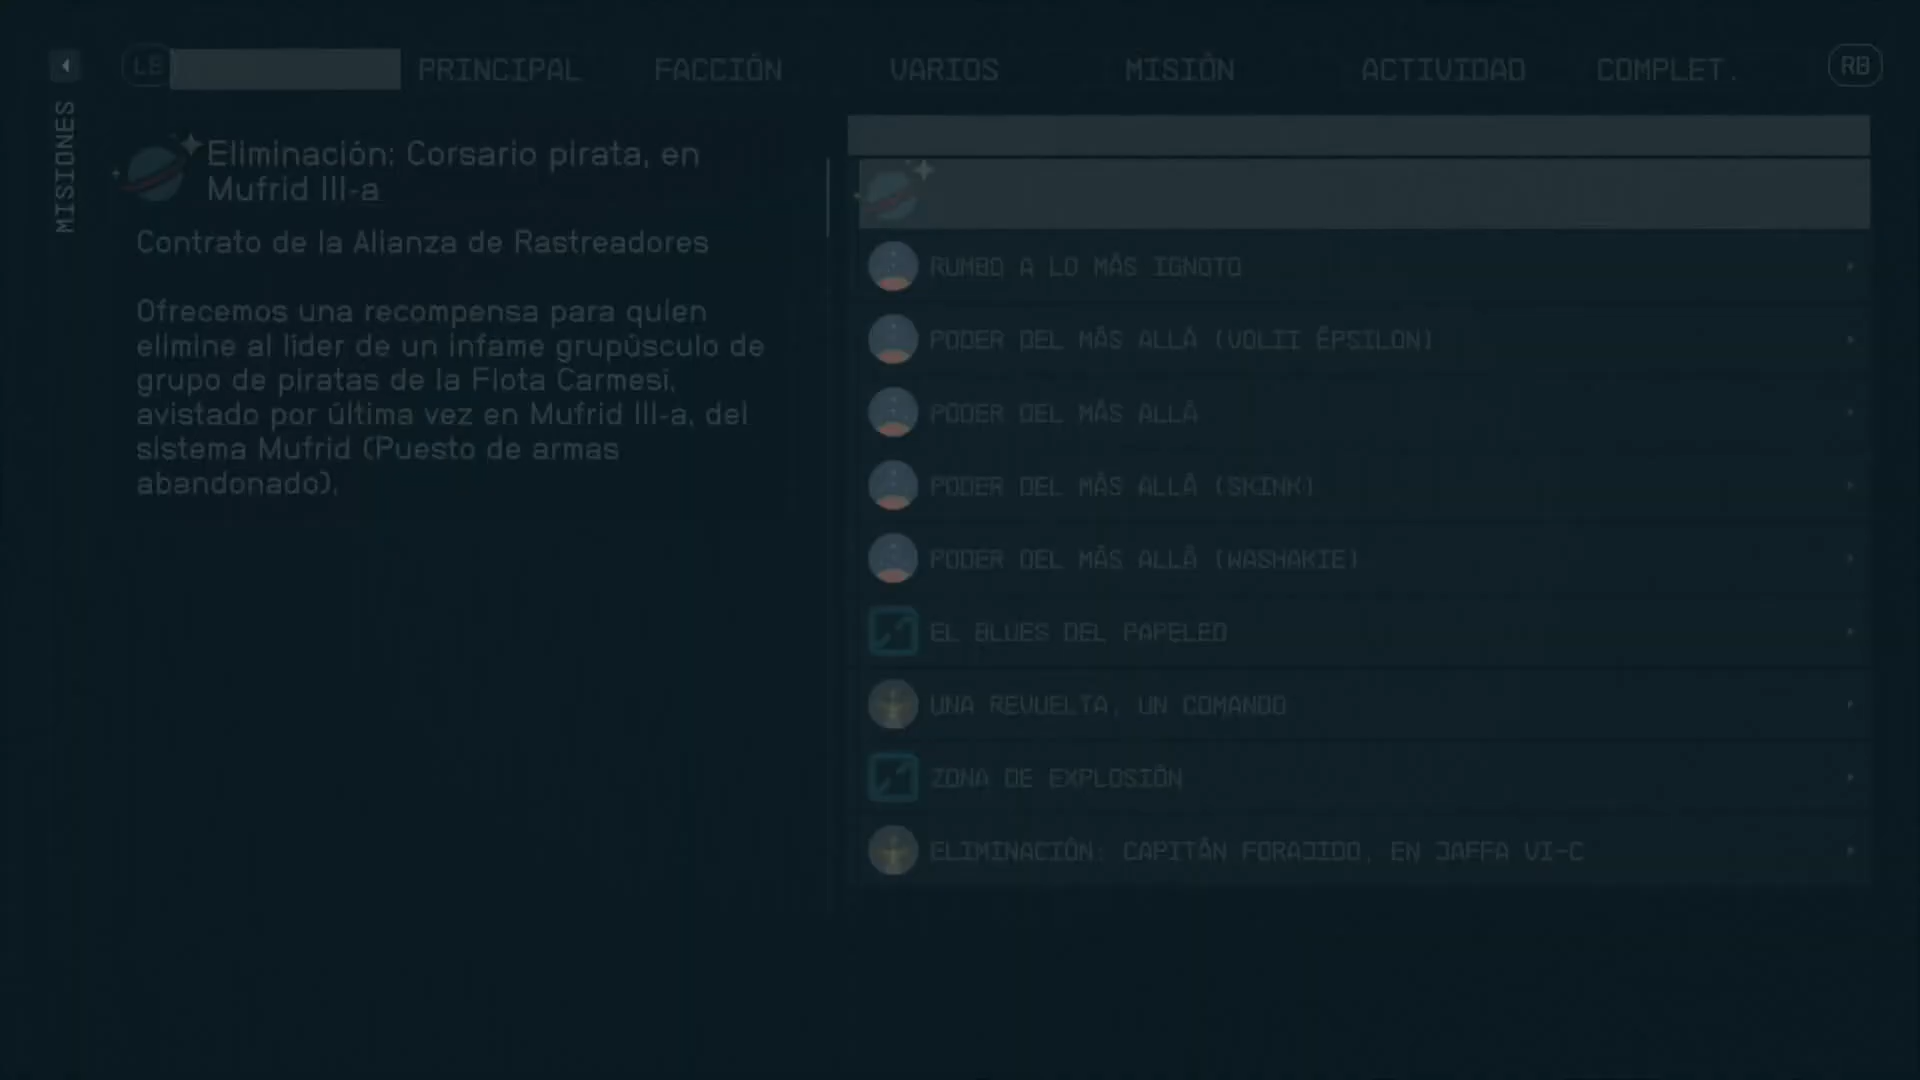 LB
PRINCIPAL
FACCIÓN
VARIOS
MISIÓN
ACTIVIDAD
COMPLET.
RB
MISIONES
Eliminación: Corsario pirata, en
Mufrid III-a
Contrato de la Alianza de Rastreadores
Ofrecemos una recompensa para quien
elimine al líder de un infame grupúsculo de
grupo de piratas de la Flota Carmesí,
avistado por última vez en Mufrid III-a, del
sistema Mufrid (Puesto de armas
abandonado).
RUMBO A LO MÁS IGNOTO
PODER DEL MÁS ALLÁ (VOLII ÉPSILON)
PODER DEL MÁS ALLÁ
PODER DEL MÁS ALLÁ (SKINK)
PODER DEL MÁS ALLÁ (WASHAKIE)
EL BLUES DEL PAPELEO
UNA REVUELTA, UN COMANDO
ZONA DE EXPLOSIÓN
ELIMINACIÓN: CAPITÁN FORAJIDO, EN JAFFA VI-C